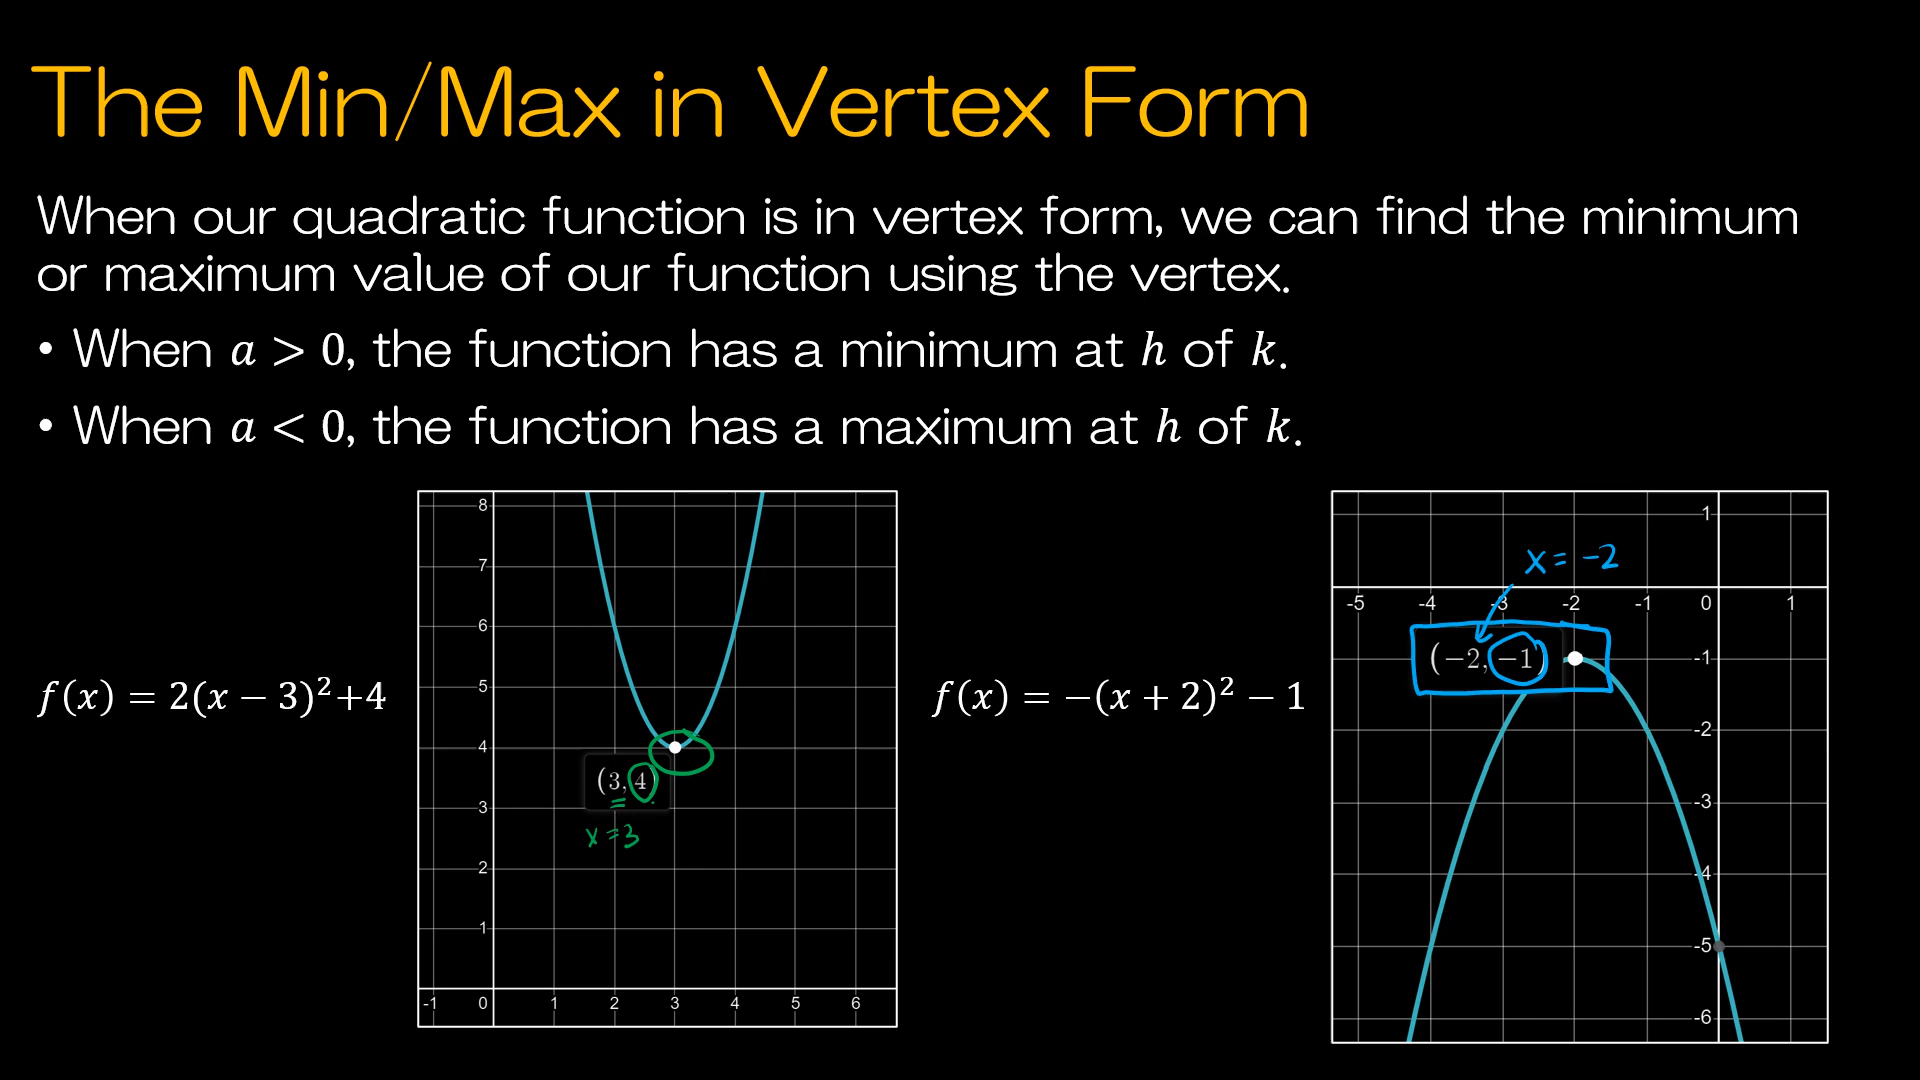 The Min/Max in Vertex Form
When our quadratic function is in vertex form, we can find the minimum
or maximum value of our function using the vertex.
• When a > 0, the function has a minimum at h of k.
• When a < 0, the function has a maximum at h of k.
f(x) = 2(x − 3)²+4
8
7
6
5
4
(3, 4)
3
x = 3
2
1
-1 0 1 2 3 4 5 6
f(x) = −(x + 2)² − 1
1
x = -2
-5 -4 -3 -2 -1 0 1
(−2, −1)
-1
-2
-3
-4
-5
-6